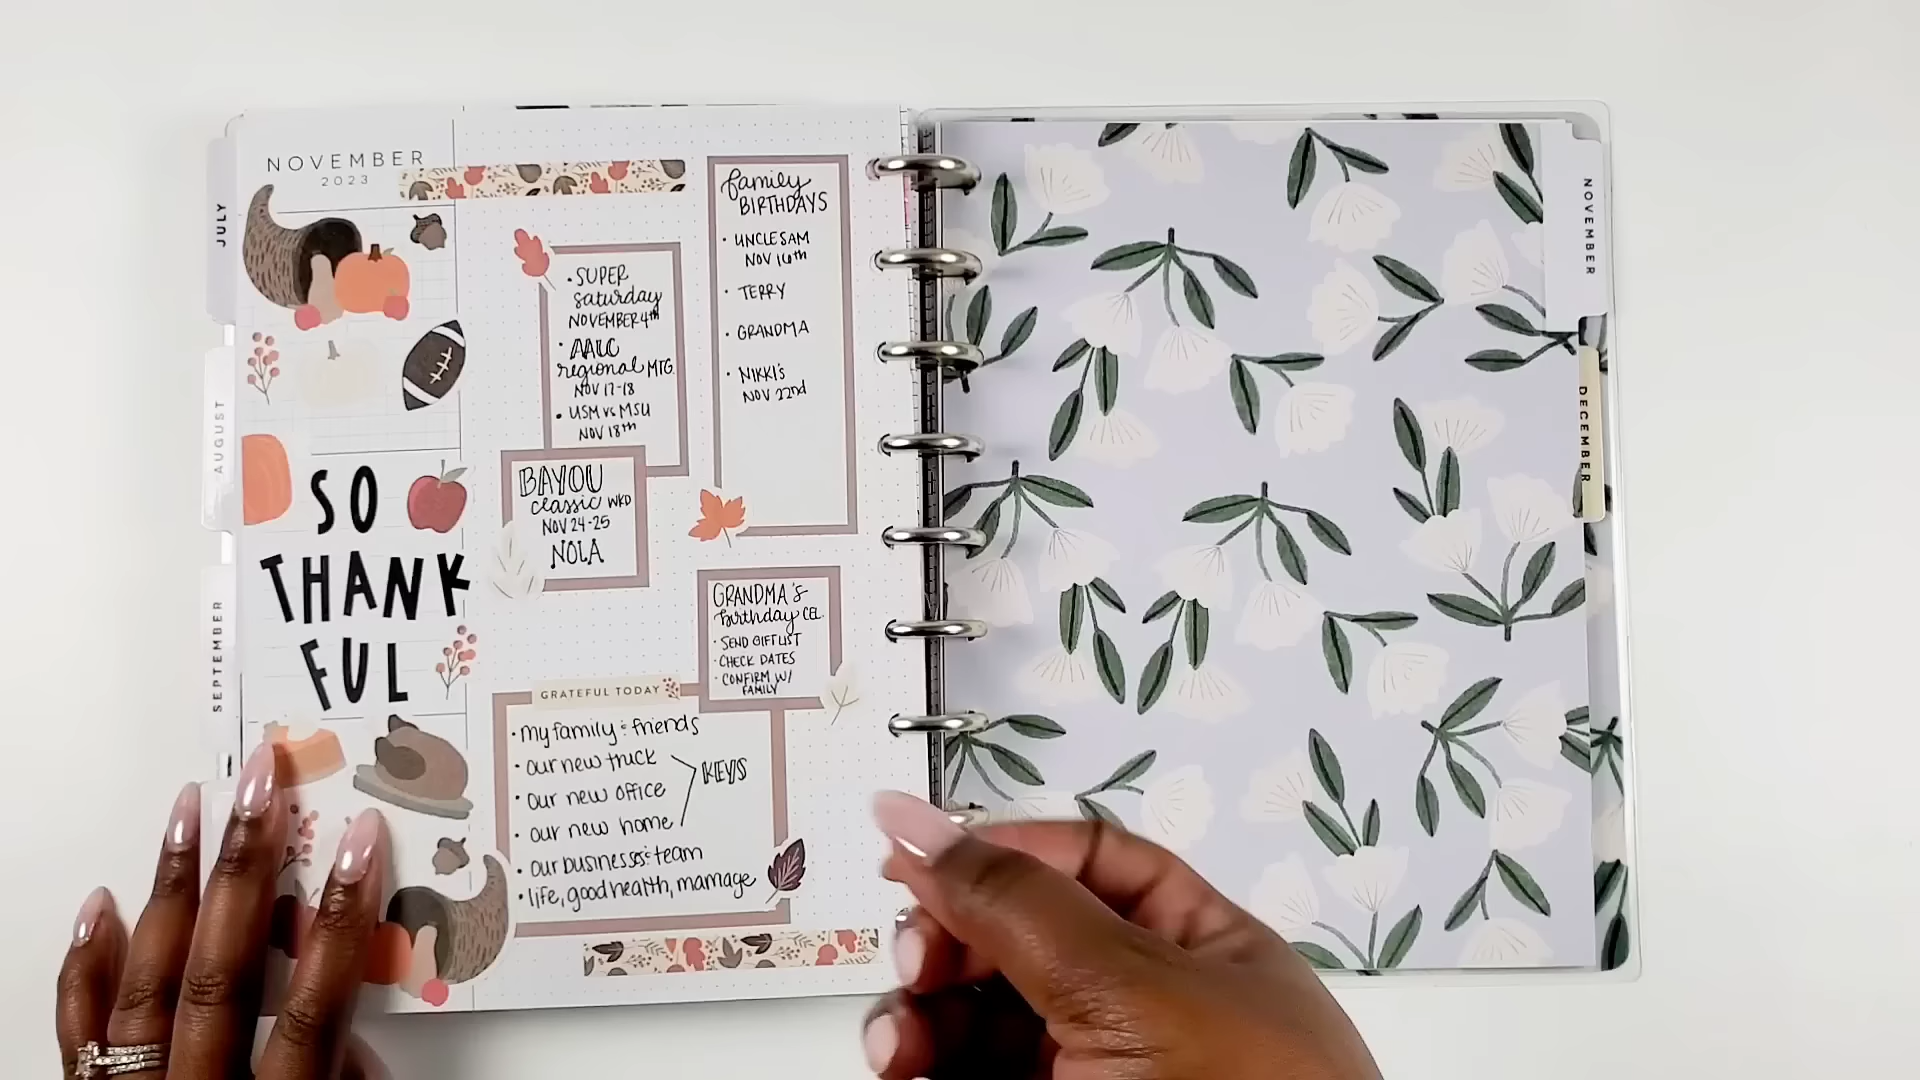 NOVEMBER
2023
JULY
AUGUST
SEPTEMBER
SO
THANK
FUL
• SUPER
saturday
NOVEMBER 4th
• AALC
regional MTG.
NOV 17-18
• USM vs MSU
NOV 18th
BAYOU
classic WKD
NOV 24-25
NOLA
family
BIRTHDAYS
• UNCLE SAM
NOV 16th
• TERRY
• GRANDMA
• NIKKI'S
NOV 22nd
GRANDMA'S
birthday CEL.
• SEND GIFT LIST
• CHECK DATES
• CONFIRM W/
FAMILY
GRATEFUL TODAY
• my family & friends
• our new truck
• our new office
• our new home
KEYS
• our businesses & team
• life, good health, marriage
NOVEMBER
DECEMBER